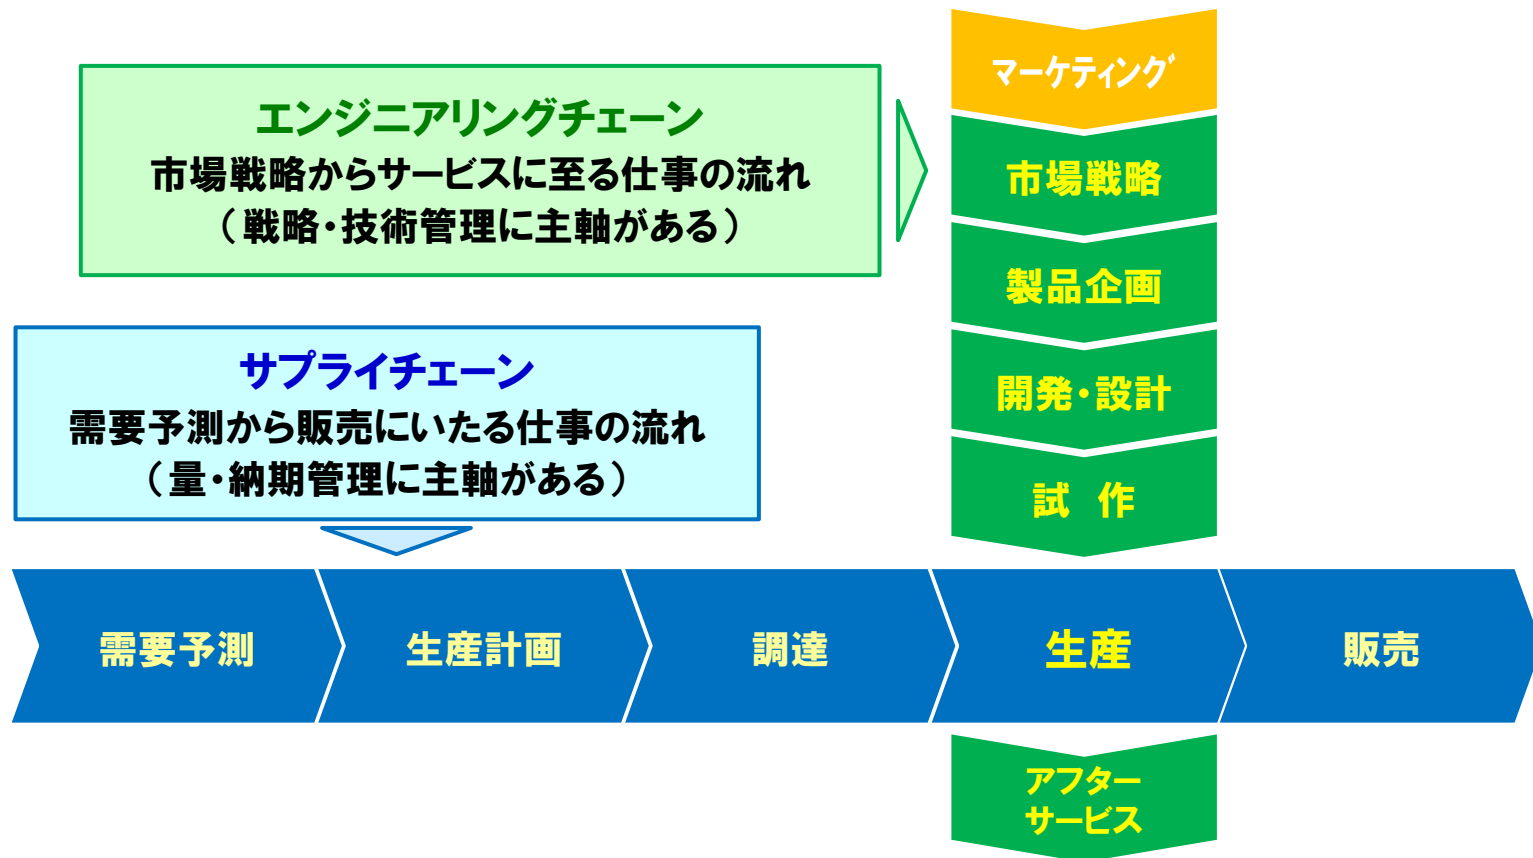 マーケティング
エンジニアリングチェーン
市場戦略からサービスに至る仕事の流れ
（戦略・技術管理に主軸がある）
市場戦略
製品企画
サプライチェーン
需要予測から販売にいたる仕事の流れ
（量・納期管理に主軸がある）
開発・設計
試　作
需要予測
生産計画
調達
生産
販売
アフター
サービス